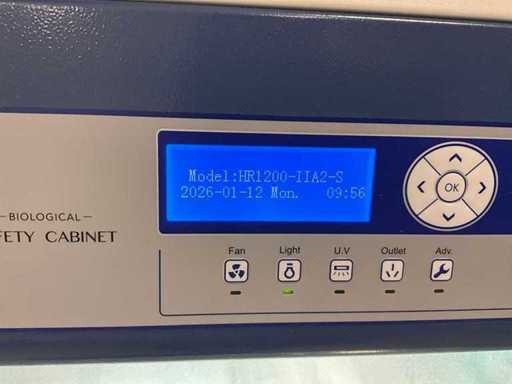 Model:HR1200-IIA2-S
2026-01-12 Mon. 09:56
OK
BIOLOGICAL
FETY CABINET
Fan Light U.V Outlet Adv.